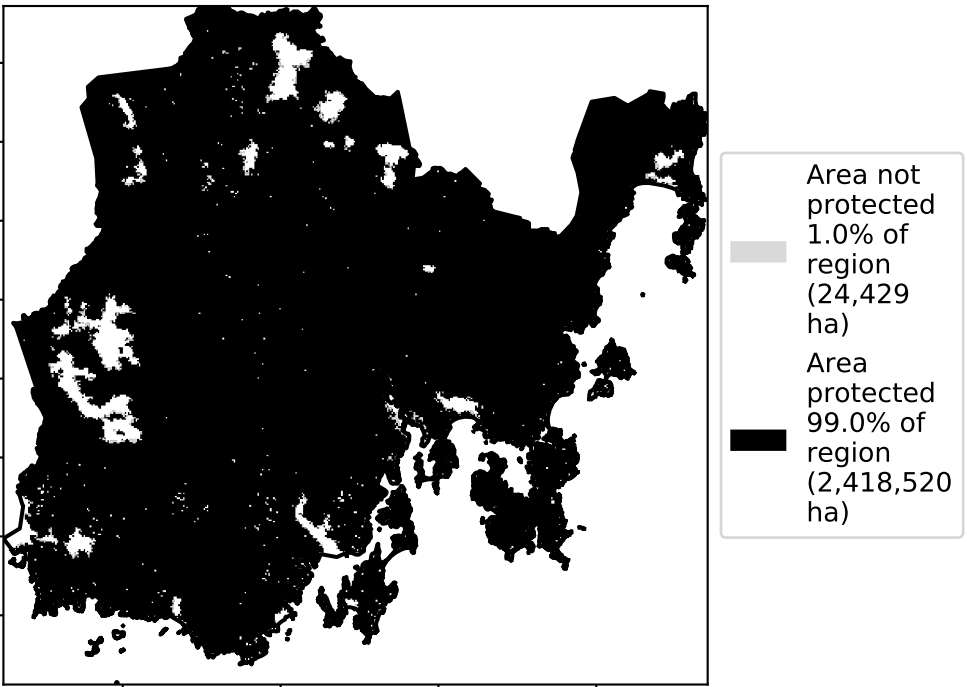 Area not
protected
1.0% of
region
(24,429
ha)
Area
protected
99.0% of
region
(2,418,520
ha)